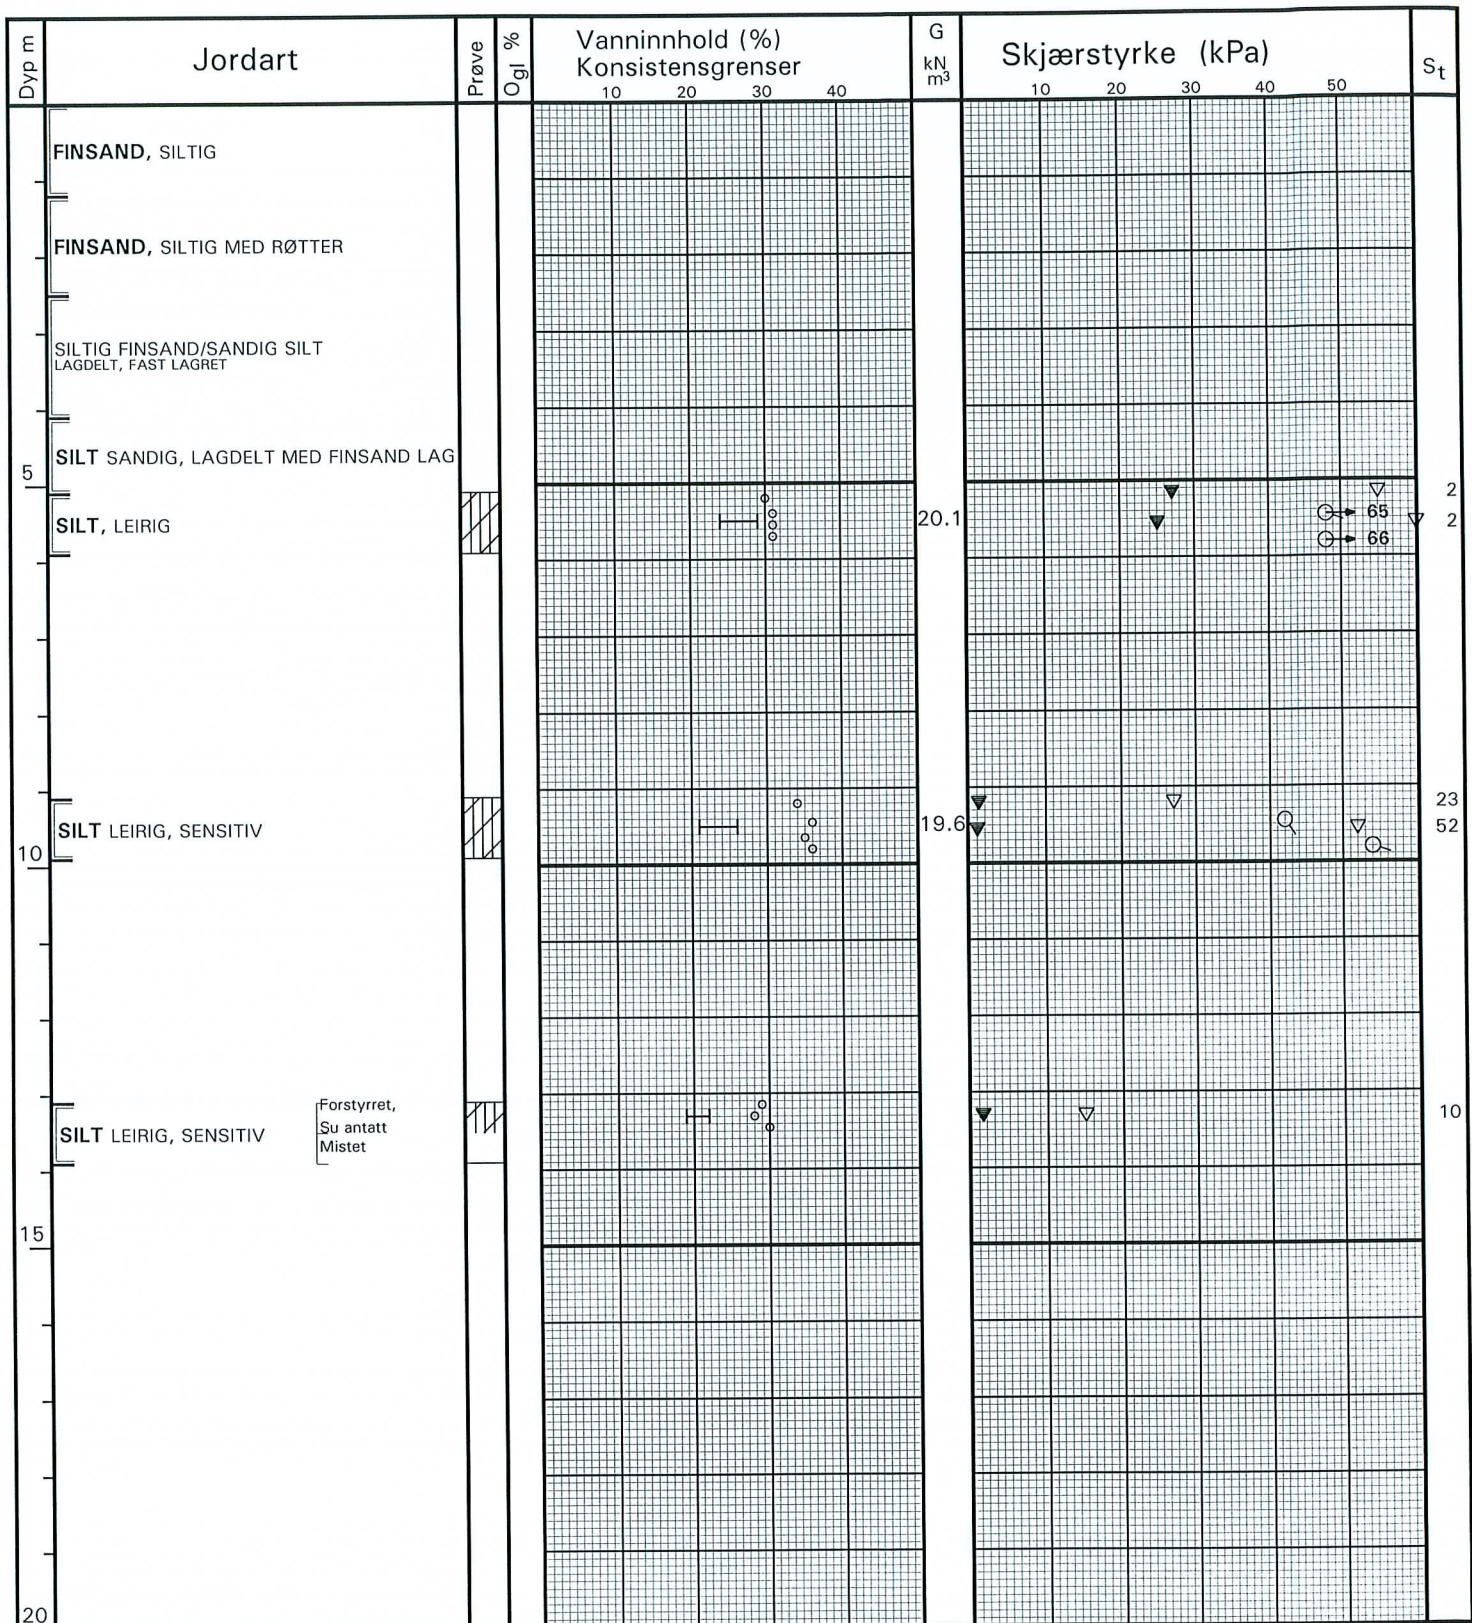 Dyp m
Jordart
Prøve
Ogl %
Vanninnhold (%)
Konsistensgrenser
10 20 30 40
G
kN
m³
Skjærstyrke (kPa)
10 20 30 40 50
St
FINSAND, SILTIG
FINSAND, SILTIG MED RØTTER
SILTIG FINSAND/SANDIG SILT
LAGDELT, FAST LAGRET
SILT SANDIG, LAGDELT MED FINSAND LAG
5
2
SILT, LEIRIG
20.1
65
2
66
23
SILT LEIRIG, SENSITIV
19.6
52
10
Forstyrret,
Su antatt
Mistet
SILT LEIRIG, SENSITIV
10
15
20